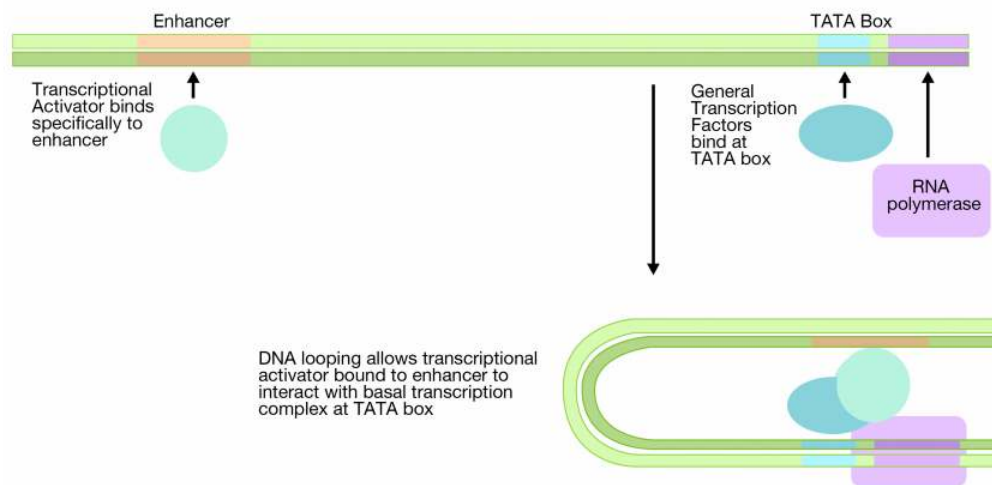 Enhancer
TATA Box
Transcriptional
Activator binds
specifically to
enhancer
General
Transcription
Factors
bind at
TATA box
RNA
polymerase
DNA looping allows transcriptional
activator bound to enhancer to
interact with basal transcription
complex at TATA box